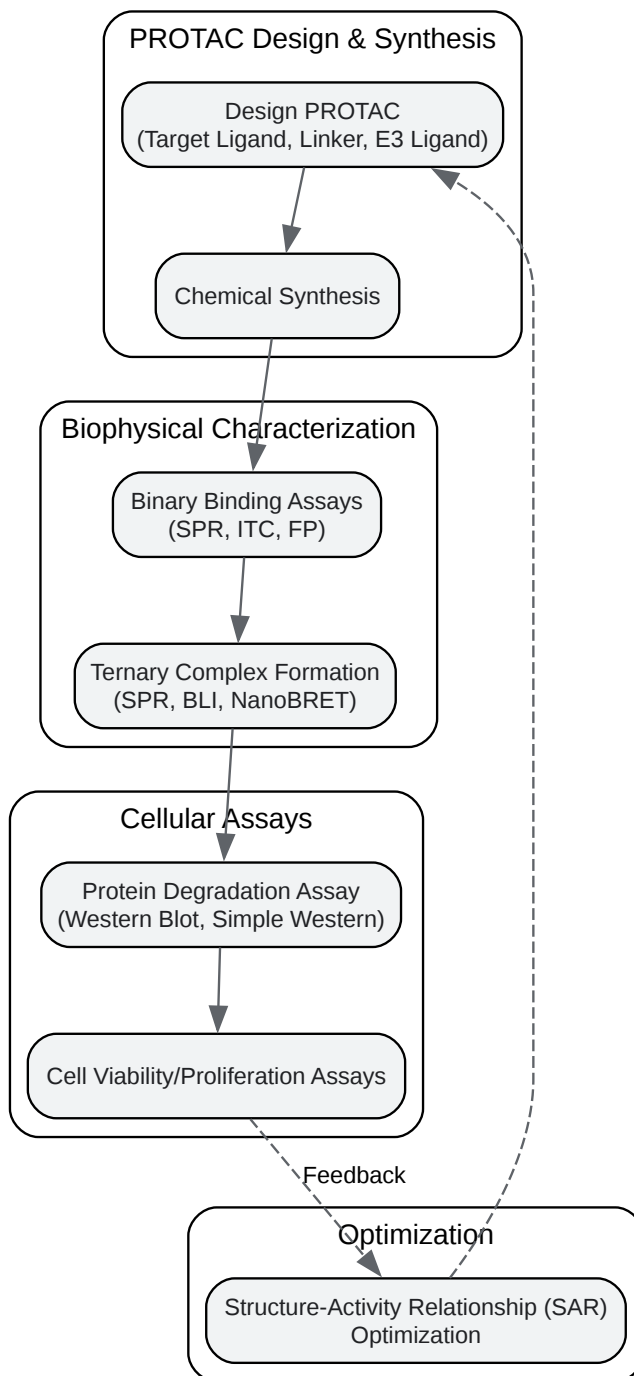 PROTAC Design & Synthesis
Design PROTAC
(Target Ligand, Linker, E3 Ligand)
Chemical Synthesis
Biophysical Characterization
Binary Binding Assays
(SPR, ITC, FP)
Ternary Complex Formation
(SPR, BLI, NanoBRET)
Cellular Assays
Protein Degradation Assay
(Western Blot, Simple Western)
Cell Viability/Proliferation Assays
Feedback
Optimization
Structure-Activity Relationship (SAR)
Optimization